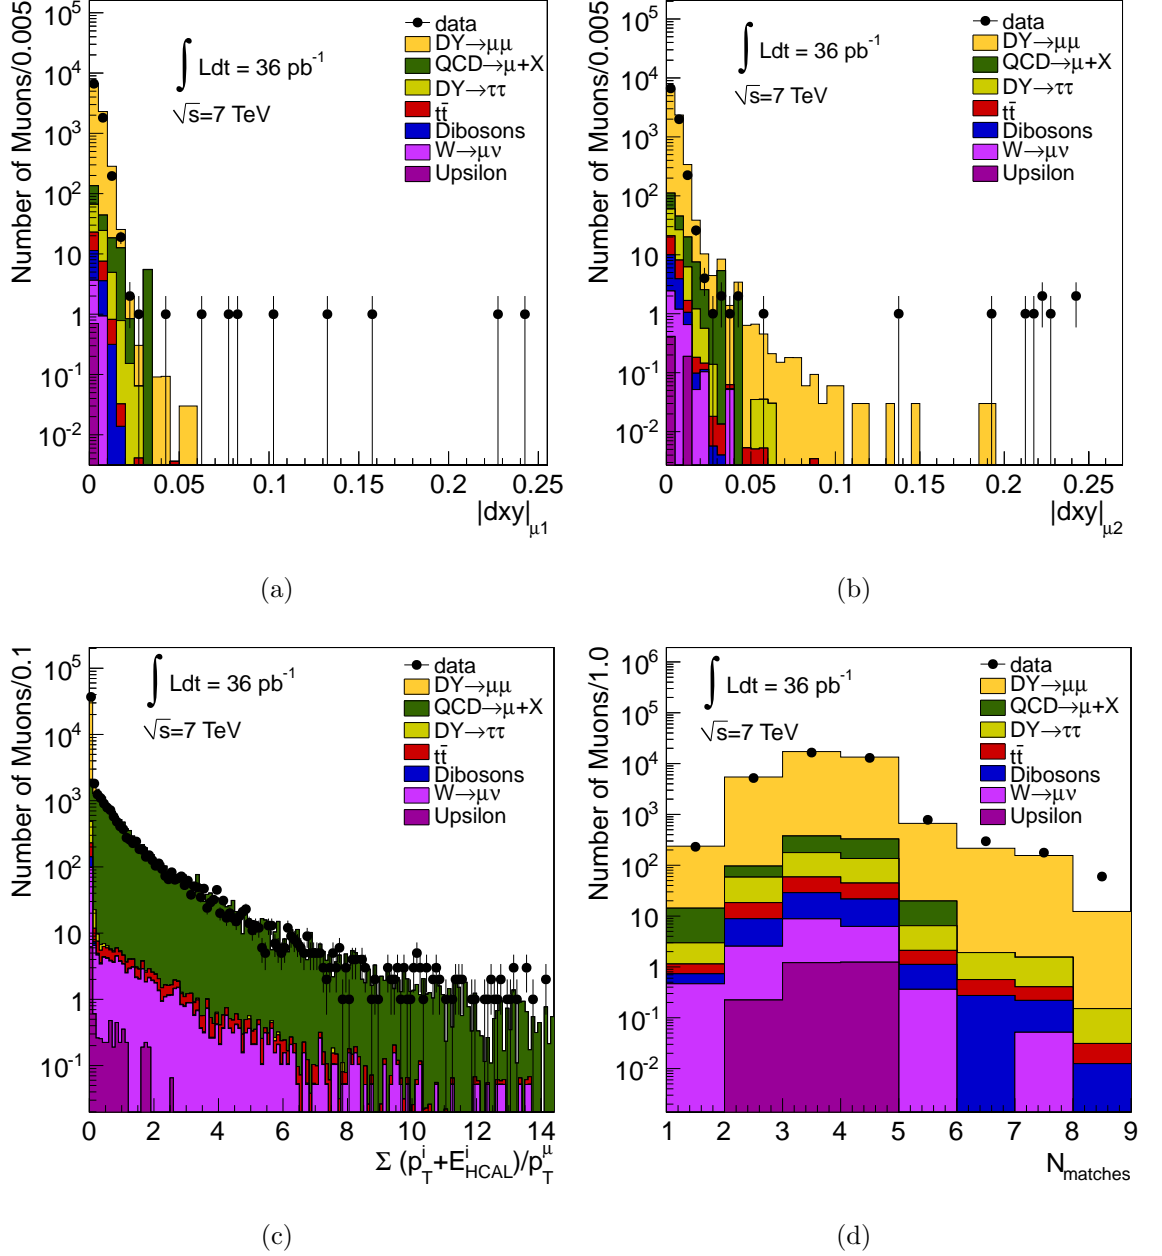 Number of Muons/0.005
10⁵
10⁴
10³
10²
10
1
10⁻¹
10⁻²
∫ Ldt = 36 pb⁻¹
√s=7 TeV
data
DY→μμ
QCD→μ+X
DY→ττ
tt̄
Dibosons
W→μν
Upsilon
0 0.05 0.1 0.15 0.2 0.25
|dxy|μ1
(a)
Number of Muons/0.005
10⁵
10⁴
10³
10²
10
1
10⁻¹
10⁻²
∫ Ldt = 36 pb⁻¹
√s=7 TeV
data
DY→μμ
QCD→μ+X
DY→ττ
tt̄
Dibosons
W→μν
Upsilon
0 0.05 0.1 0.15 0.2 0.25
|dxy|μ2
(b)
Number of Muons/0.1
10⁵
10⁴
10³
10²
10
1
10⁻¹
∫ Ldt = 36 pb⁻¹
√s=7 TeV
data
DY→μμ
QCD→μ+X
DY→ττ
tt̄
Dibosons
W→μν
Upsilon
0 2 4 6 8 10 12 14
Σ (p_T^i+E_HCAL^i)/p_T^μ
(c)
Number of Muons/1.0
10⁶
10⁵
10⁴
10³
10²
10
1
10⁻¹
10⁻²
∫ Ldt = 36 pb⁻¹
√s=7 TeV
data
DY→μμ
QCD→μ+X
DY→ττ
tt̄
Dibosons
W→μν
Upsilon
1 2 3 4 5 6 7 8 9
N_matches
(d)